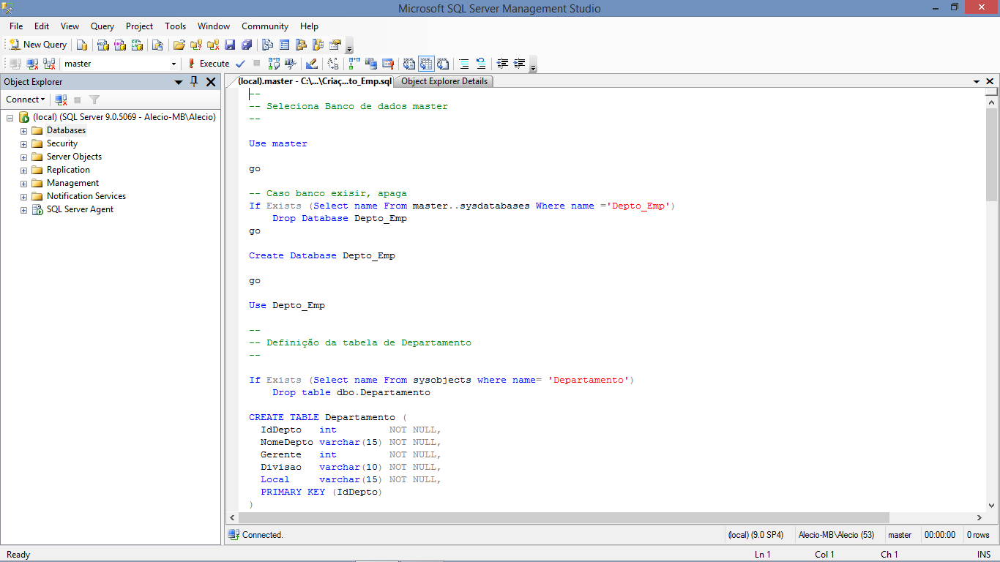 Microsoft SQL Server Management Studio
File Edit View Query Project Tools Window Community Help
New Query
master Execute
Object Explorer
Connect
(local) (SQL Server 9.0.5069 - Alecio-MB\Alecio)
Databases
Security
Server Objects
Replication
Management
Notification Services
SQL Server Agent
(local).master - C:\...\Criaç...to_Emp.sql Object Explorer Details
--
-- Seleciona Banco de dados master
--
Use master
go
-- Caso banco exisir, apaga
If Exists (Select name From master..sysdatabases Where name ='Depto_Emp')
Drop Database Depto_Emp
go
Create Database Depto_Emp
go
Use Depto_Emp
--
-- Definição da tabela de Departamento
--
If Exists (Select name From sysobjects where name= 'Departamento')
Drop table dbo.Departamento
CREATE TABLE Departamento (
IdDepto int NOT NULL,
NomeDepto varchar(15) NOT NULL,
Gerente int NOT NULL,
Divisao varchar(10) NOT NULL,
Local varchar(15) NOT NULL,
PRIMARY KEY (IdDepto)
)
Connected. (local) (9.0 SP4) Alecio-MB\Alecio (53) master 00:00:00 0 rows
Ready Ln 1 Col 1 Ch 1 INS